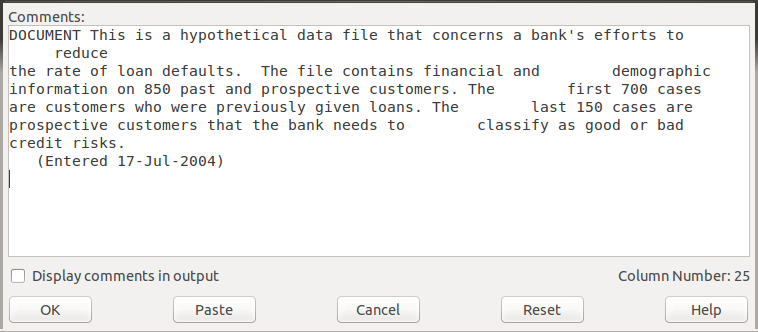 Comments:
DOCUMENT This is a hypothetical data file that concerns a bank's efforts to
     reduce
the rate of loan defaults.  The file contains financial and        demographic
information on 850 past and prospective customers. The        first 700 cases
are customers who were previously given loans. The        last 150 cases are
prospective customers that the bank needs to        classify as good or bad
credit risks.
   (Entered 17-Jul-2004)
Display comments in output
Column Number: 25
OK
Paste
Cancel
Reset
Help